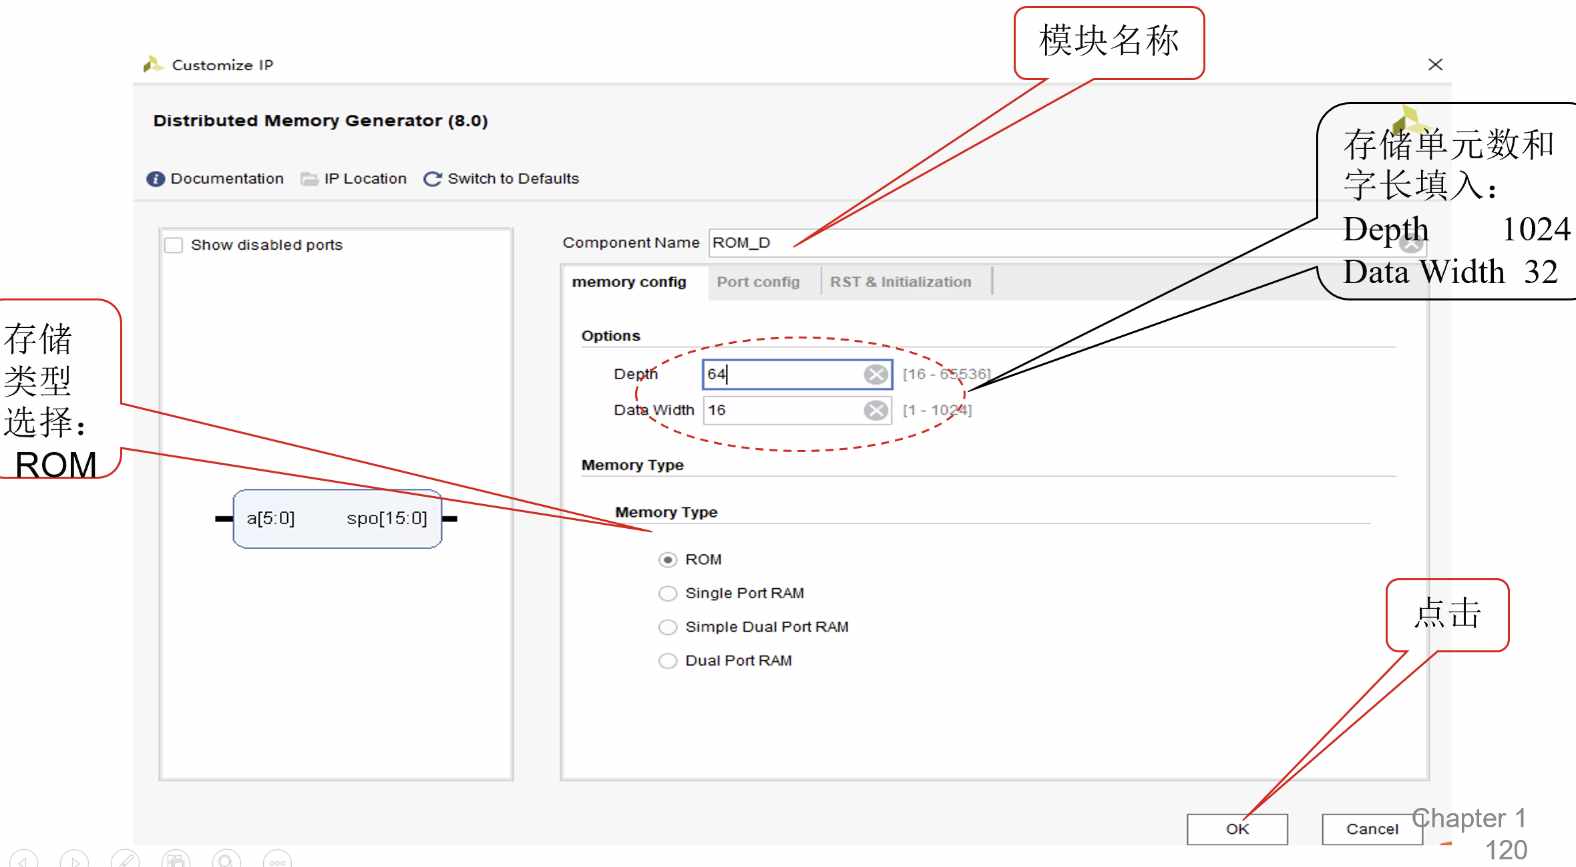 模块名称
Customize IP
Distributed Memory Generator (8.0)
存储单元数和
字长填入：
Depth 1024
Data Width 32
Documentation IP Location Switch to Defaults
Show disabled ports
Component Name ROM_D
memory config Port config RST & Initialization
存储
类型
选择：
ROM
Options
Depth 64 [16 - 65536]
Data Width 16 [1 - 1024]
Memory Type
Memory Type
a[5:0] spo[15:0]
ROM
Single Port RAM
Simple Dual Port RAM
Dual Port RAM
点击
OK Cancel
Chapter 1
120